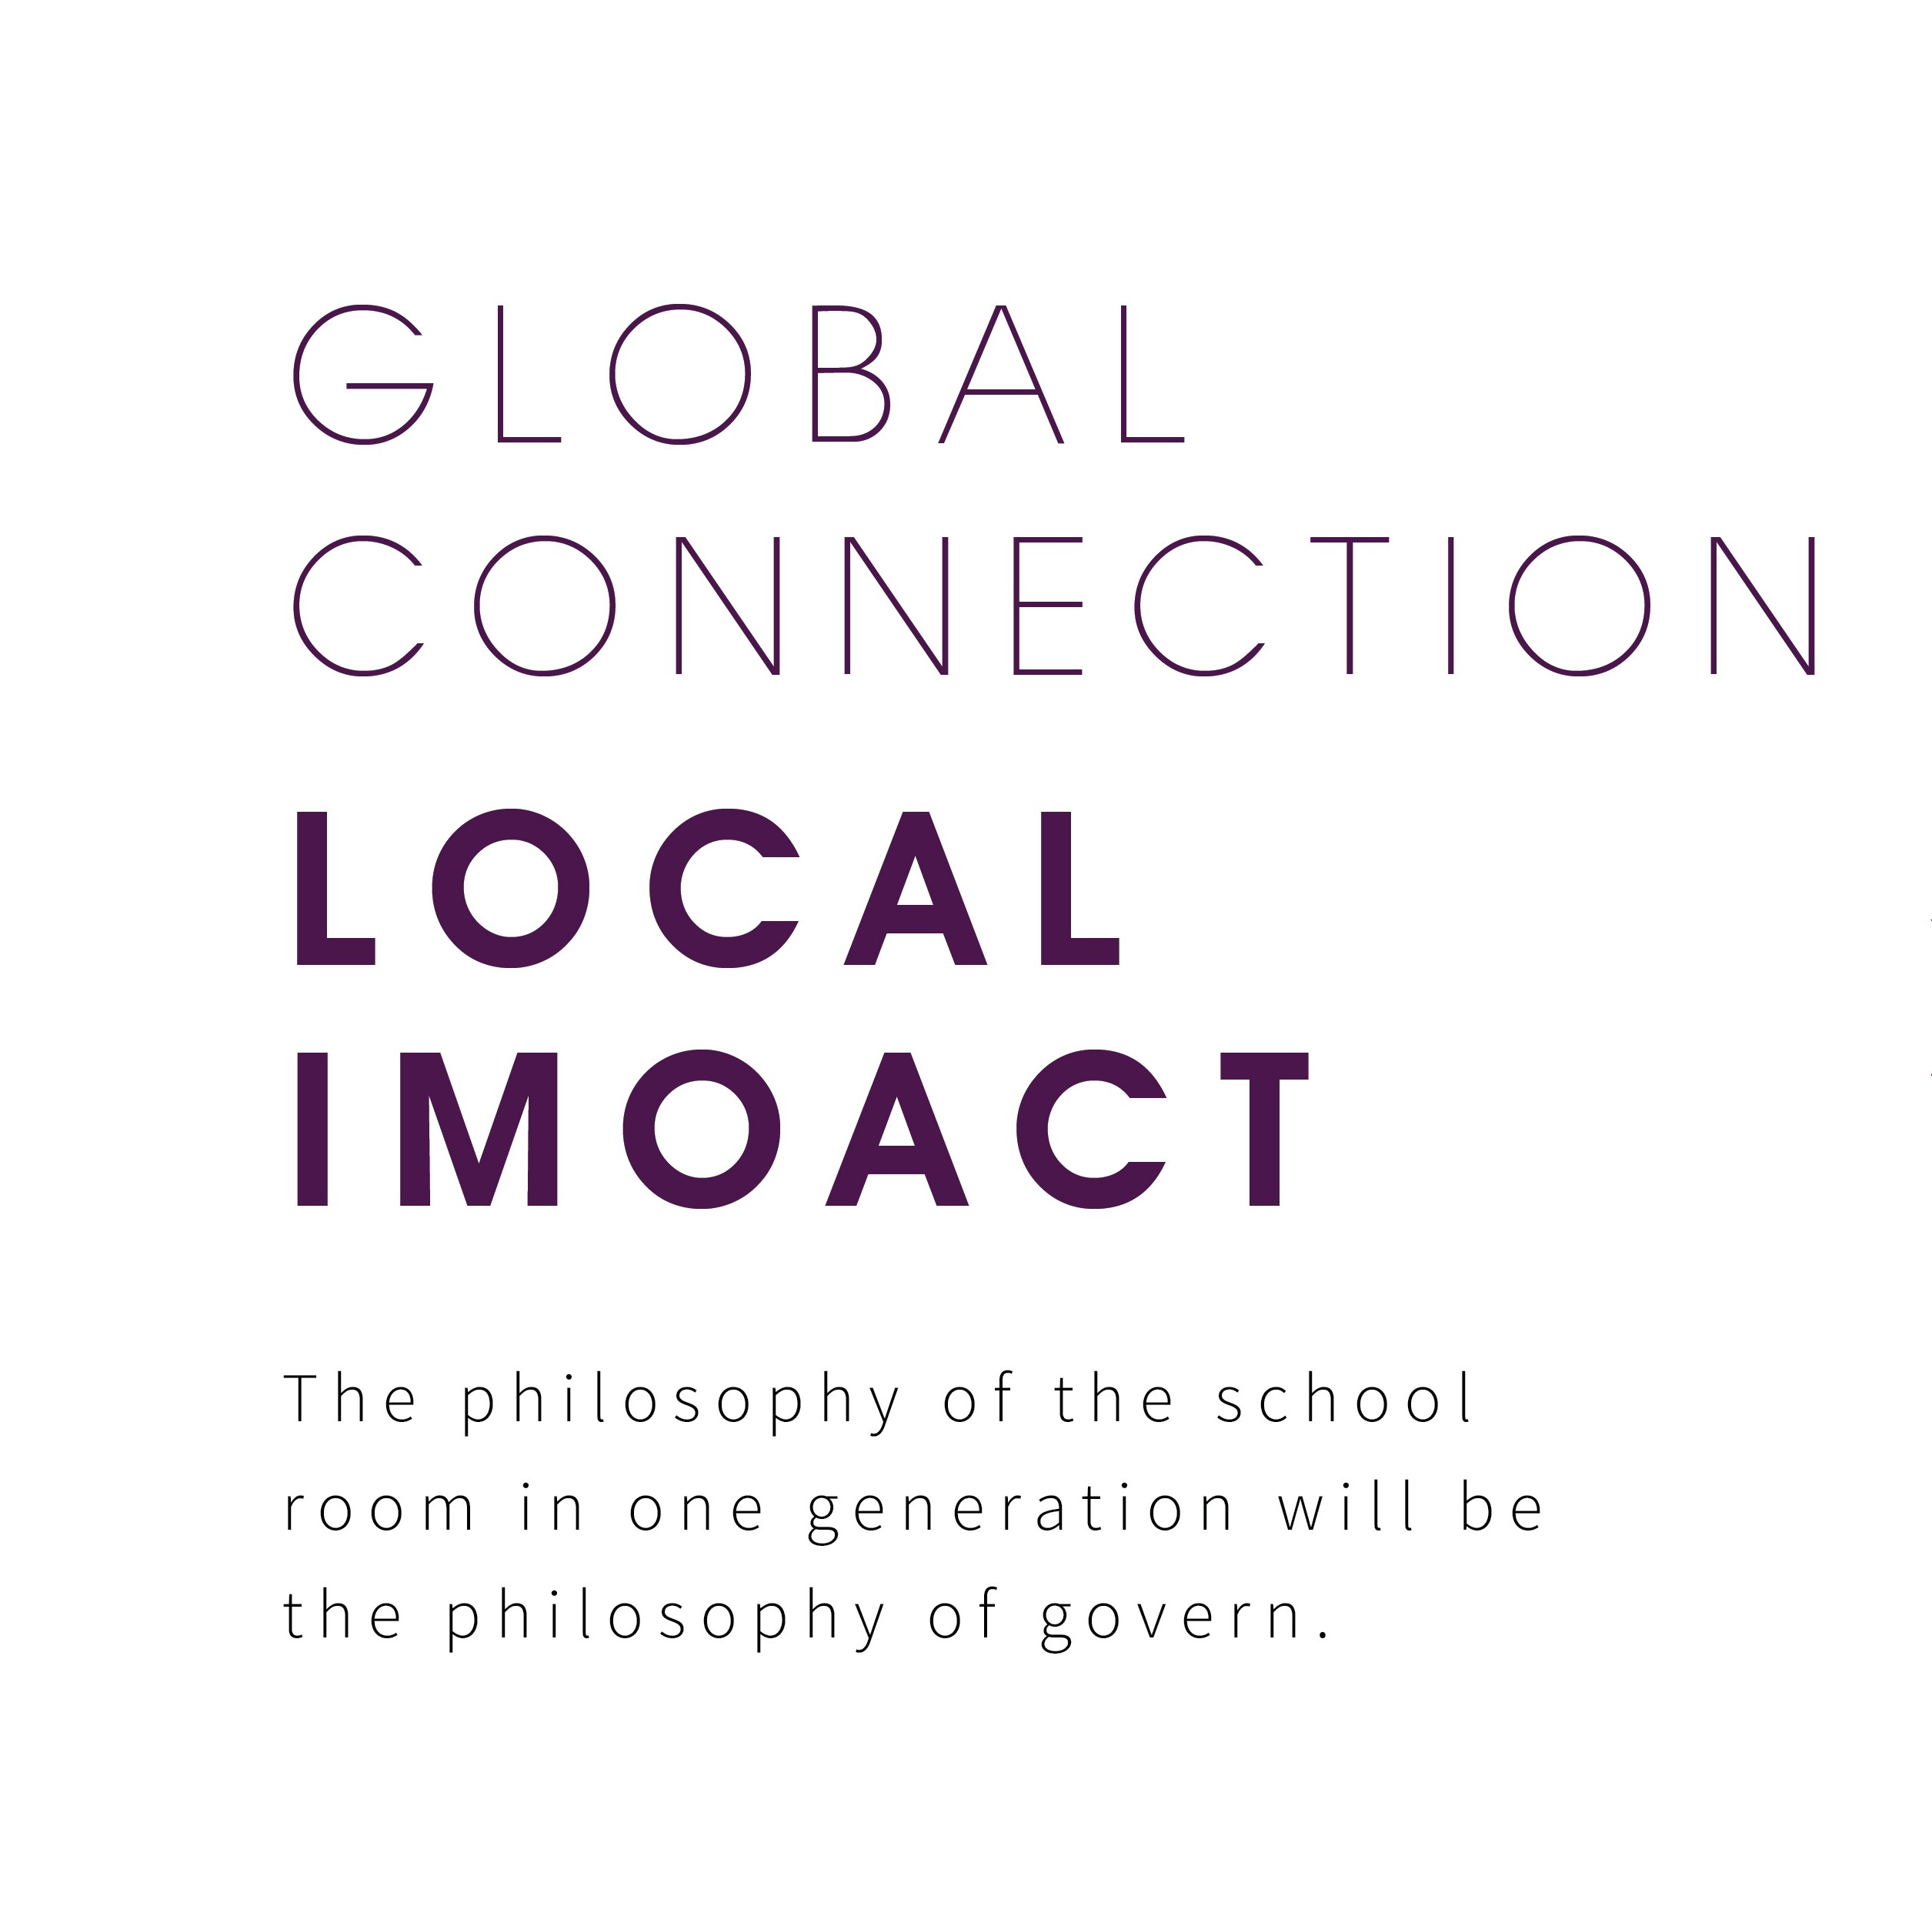 GLOBAL
CONNECTION
LOCAL
IMOACT
The philosophy of the school
room in one generation will be
the philosophy of govern.